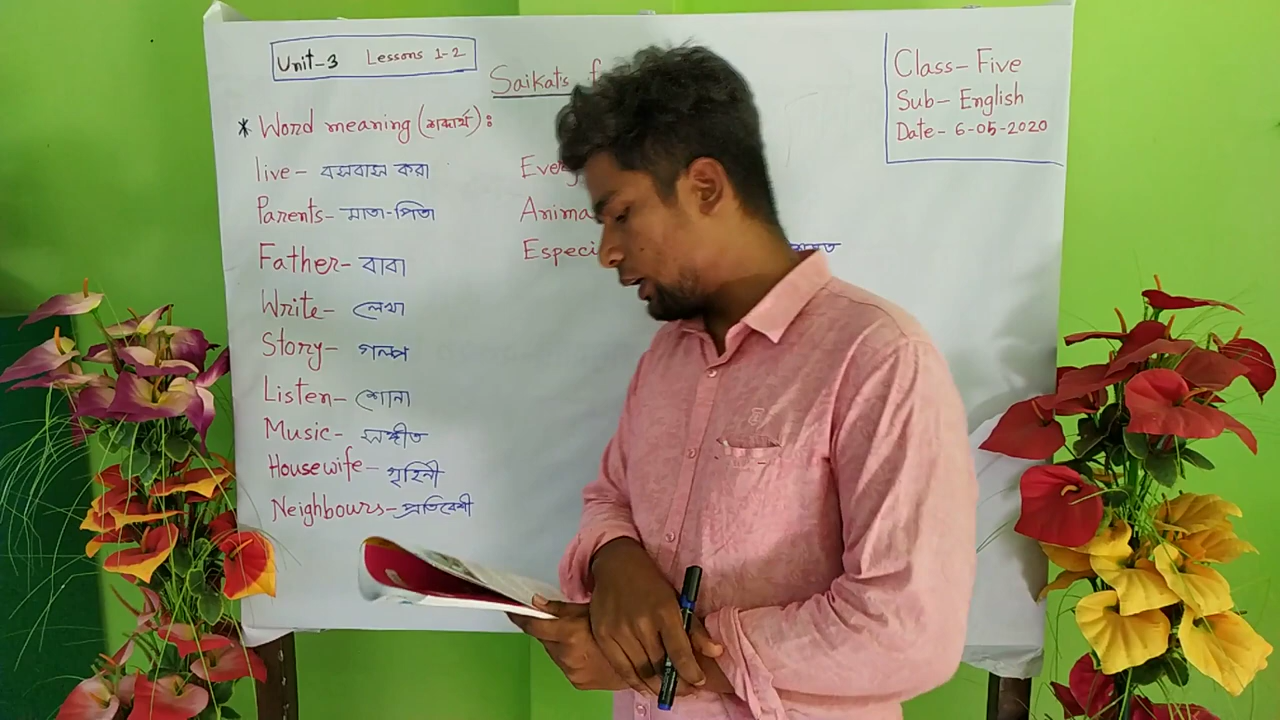 Unit-3 Lessons 1-2
Saikat's
Class- Five
Sub- English
Date- 6-05-2020
* Word meaning (শব্দার্থ):
live- বসবাস করা
Parents- মাতা-পিতা
Father- বাবা
Write- লেখা
Story- গল্প
Listen- শোনা
Music- সঙ্গীত
Housewife- গৃহিনী
Neighbours- প্রতিবেশী